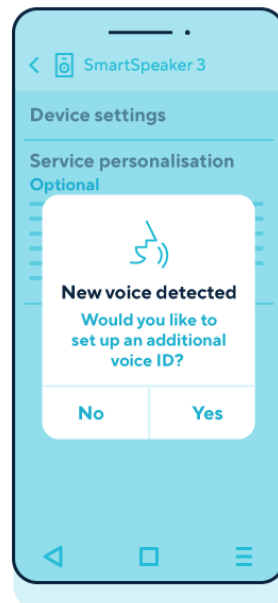 SmartSpeaker 3
Device settings
Service personalisation
Optional
New voice detected
Would you like to
set up an additional
voice ID?
No Yes